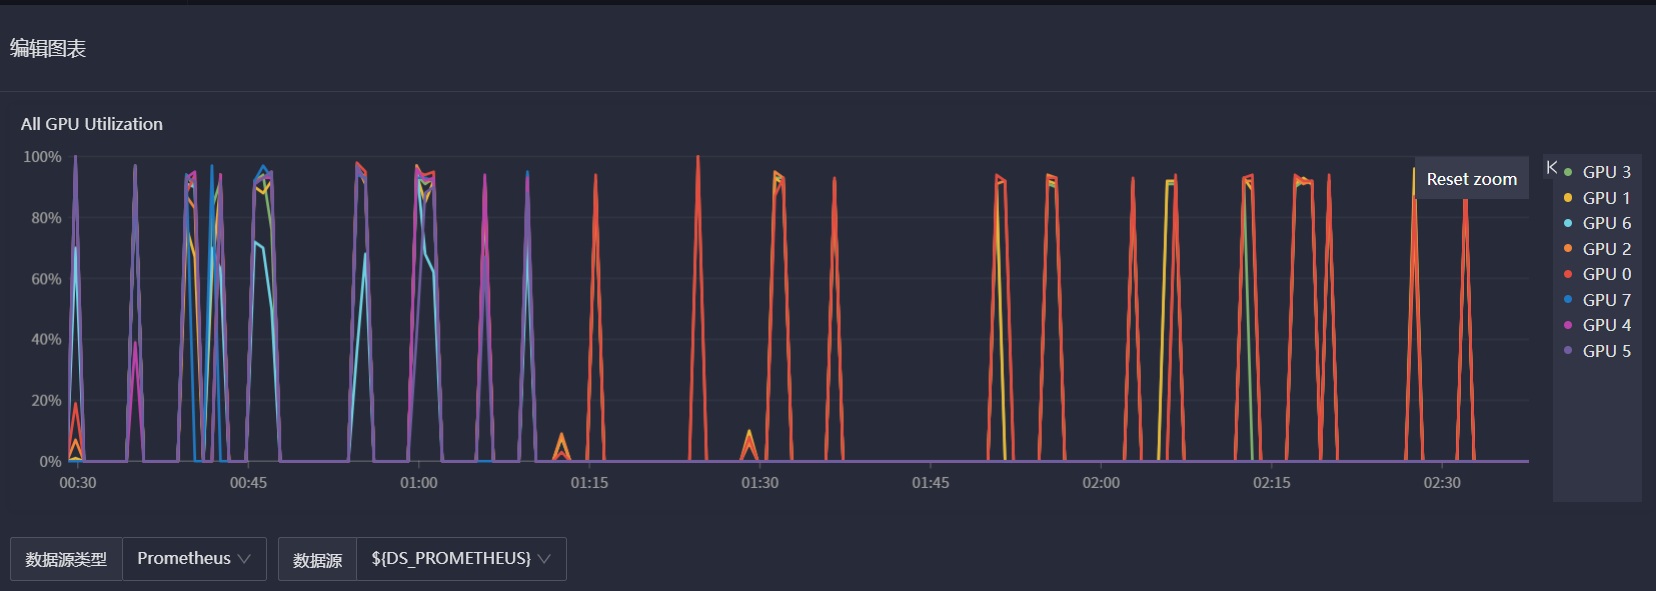 编辑图表
All GPU Utilization
100%
80%
60%
40%
20%
0%
00:30 00:45 01:00 01:15 01:30 01:45 02:00 02:15 02:30
Reset zoom
GPU 3
GPU 1
GPU 6
GPU 2
GPU 0
GPU 7
GPU 4
GPU 5
数据源类型 Prometheus 数据源 ${DS_PROMETHEUS}